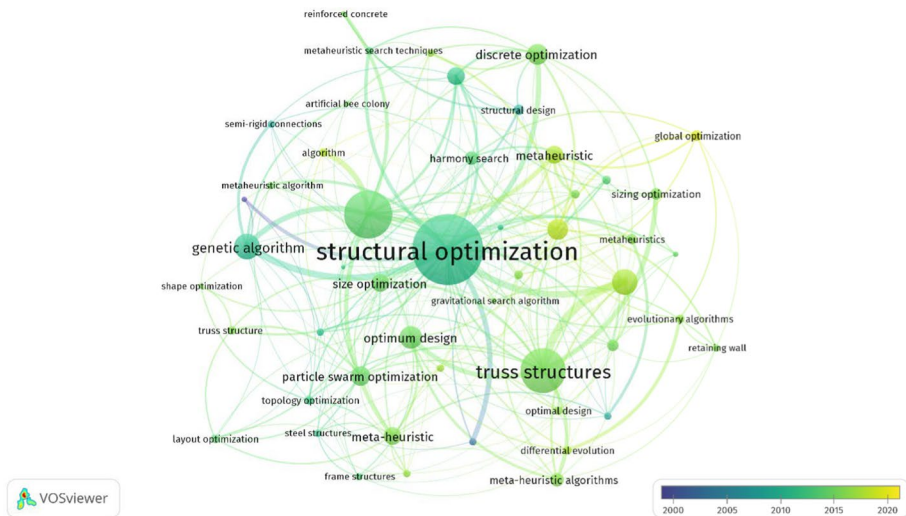 reinforced concrete
metaheuristic search techniques
discrete optimization
artificial bee colony
structural design
semi-rigid connections
global optimization
algorithm
harmony search
metaheuristic
metaheuristic algorithm
sizing optimization
genetic algorithm
structural optimization
metaheuristics
shape optimization
size optimization
gravitational search algorithm
truss structure
optimum design
evolutionary algorithms
retaining wall
particle swarm optimization
truss structures
topology optimization
optimal design
layout optimization
steel structures
meta-heuristic
differential evolution
frame structures
meta-heuristic algorithms
VOSviewer
2000 2005 2010 2015 2020